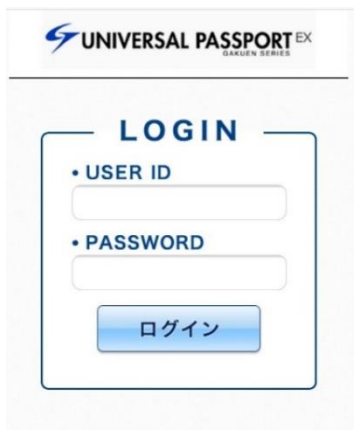 UNIVERSAL PASSPORT EX
GAKUEN SERIES
LOGIN
• USER ID
• PASSWORD
ログイン